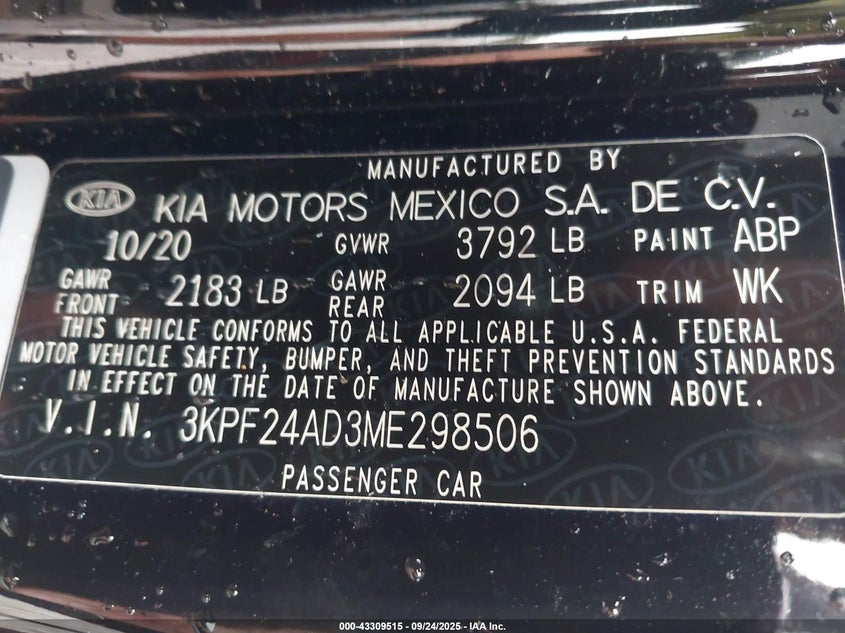 MANUFACTURED BY
KIA KIA MOTORS MEXICO S.A. DE C.V.
10/20 GVWR 3792 LB PAINT ABP
GAWR FRONT 2183 LB GAWR REAR 2094 LB TRIM WK
THIS VEHICLE CONFORMS TO ALL APPLICABLE U.S.A. FEDERAL
MOTOR VEHICLE SAFETY, BUMPER, AND THEFT PREVENTION STANDARDS
IN EFFECT ON THE DATE OF MANUFACTURE SHOWN ABOVE.
V.I.N. 3KPF24AD3ME298506
PASSENGER CAR
000-43309515 - 09/24/2025 - IAA Inc.